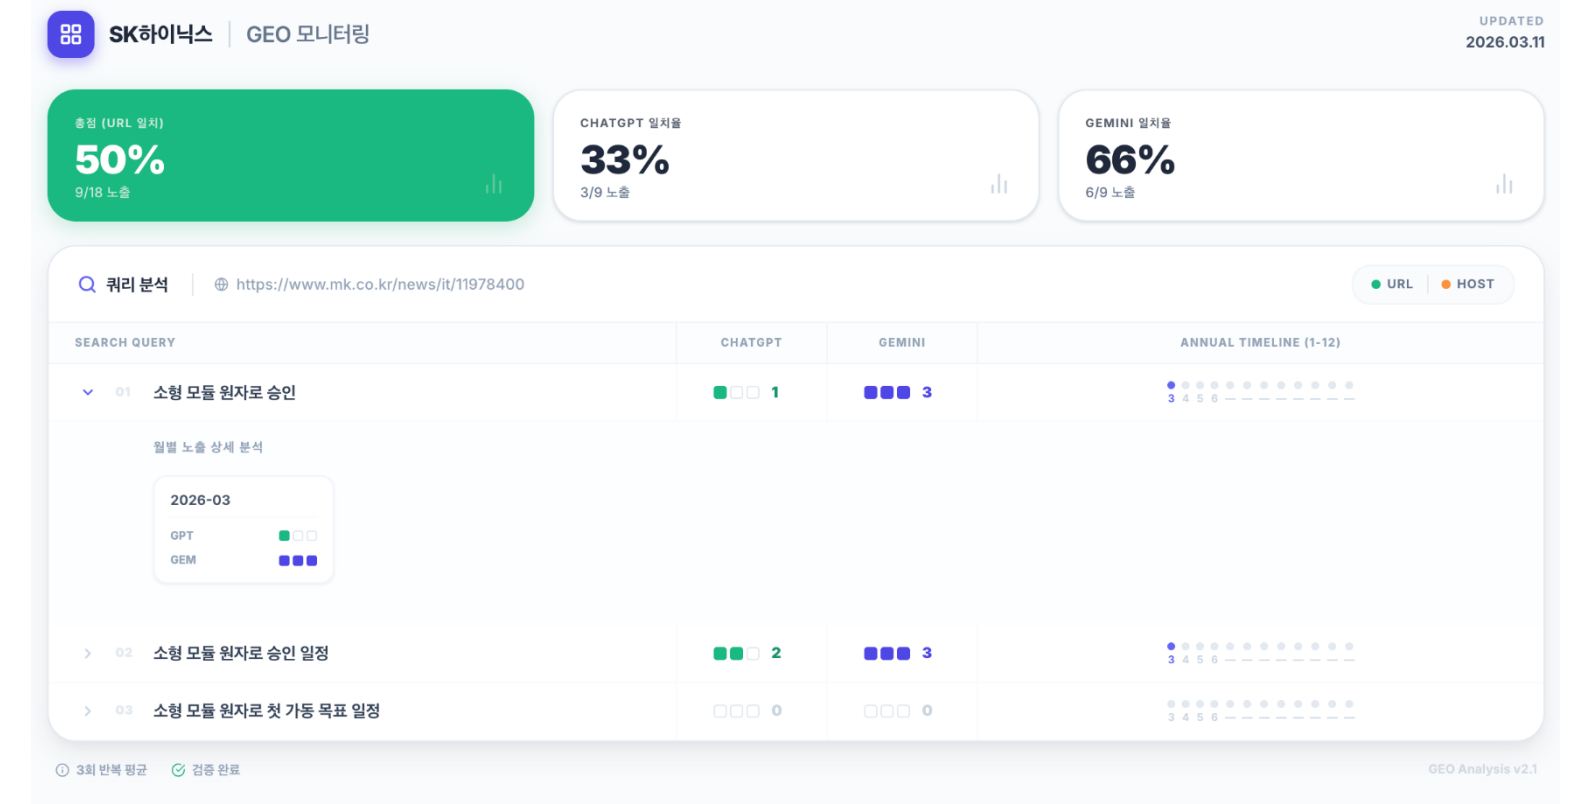 SK하이닉스 GEO 모니터링
UPDATED
2026.03.11
총점 (URL 일치)
50%
9/18 노출
CHATGPT 일치율
33%
3/9 노출
GEMINI 일치율
66%
6/9 노출
쿼리 분석 https://www.mk.co.kr/news/it/11978400
URL HOST
SEARCH QUERY CHATGPT GEMINI ANNUAL TIMELINE (1-12)
01 소형 모듈 원자로 승인 1 3
3 4 5 6 — — — — — — — —
월별 노출 상세 분석
2026-03
GPT
GEM
02 소형 모듈 원자로 승인 일정 2 3
3 4 5 6 — — — — — — — —
03 소형 모듈 원자로 첫 가동 목표 일정 0 0
3 4 5 6 — — — — — — — —
3회 반복 평균 검증 완료
GEO Analysis v2.1